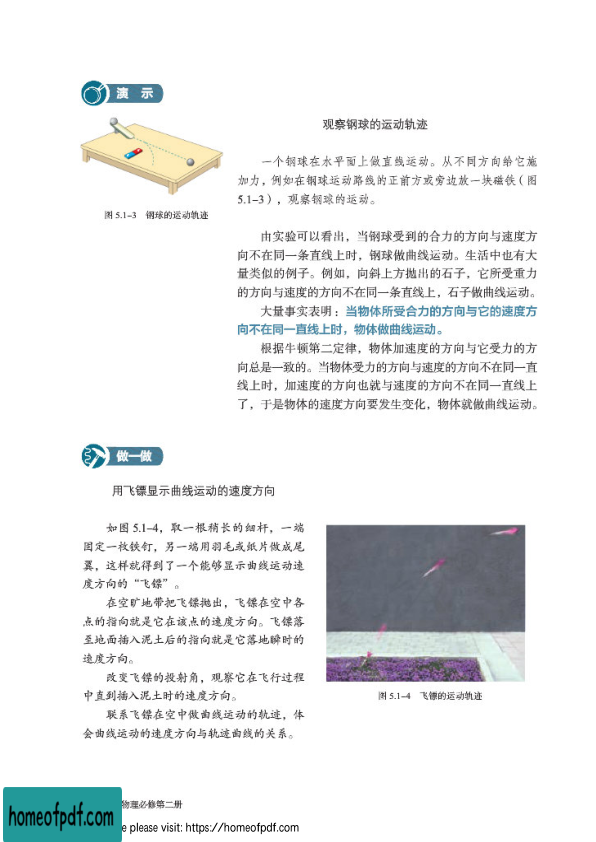 演 示
观察钢球的运动轨迹
一个钢球在水平面上做直线运动。从不同方向给它施
加力，例如在钢球运动路线的正前方或旁边放一块磁铁（图
5.1-3），观察钢球的运动。
图 5.1-3 钢球的运动轨迹
由实验可以看出，当钢球受到的合力的方向与速度方
向不在同一条直线上时，钢球做曲线运动。生活中也有大
量类似的例子。例如，向斜上方抛出的石子，它所受重力
的方向与速度的方向不在同一条直线上，石子做曲线运动。
大量事实表明：当物体所受合力的方向与它的速度方
向不在同一直线上时，物体做曲线运动。
根据牛顿第二定律，物体加速度的方向与它受力的方
向总是一致的。当物体受力的方向与速度的方向不在同一直
线上时，加速度的方向也就与速度的方向不在同一直线上
了，于是物体的速度方向要发生变化，物体就做曲线运动。
做一做
用飞镖显示曲线运动的速度方向
如图 5.1-4，取一根稍长的细杆，一端
固定一枚铁钉，另一端用羽毛或纸片做成尾
翼，这样就得到了一个能够显示曲线运动速
度方向的“飞镖”。
在空旷地带把飞镖抛出，飞镖在空中各
点的指向就是它在该点的速度方向。飞镖落
至地面插入泥土后的指向就是它落地瞬时的
速度方向。
改变飞镖的投射角，观察它在飞行过程
中直到插入泥土时的速度方向。
联系飞镖在空中做曲线运动的轨迹，体
会曲线运动的速度方向与轨迹曲线的关系。
图 5.1-4 飞镖的运动轨迹
物理必修第二册
homeofpdf.com
e please visit: https://homeofpdf.com